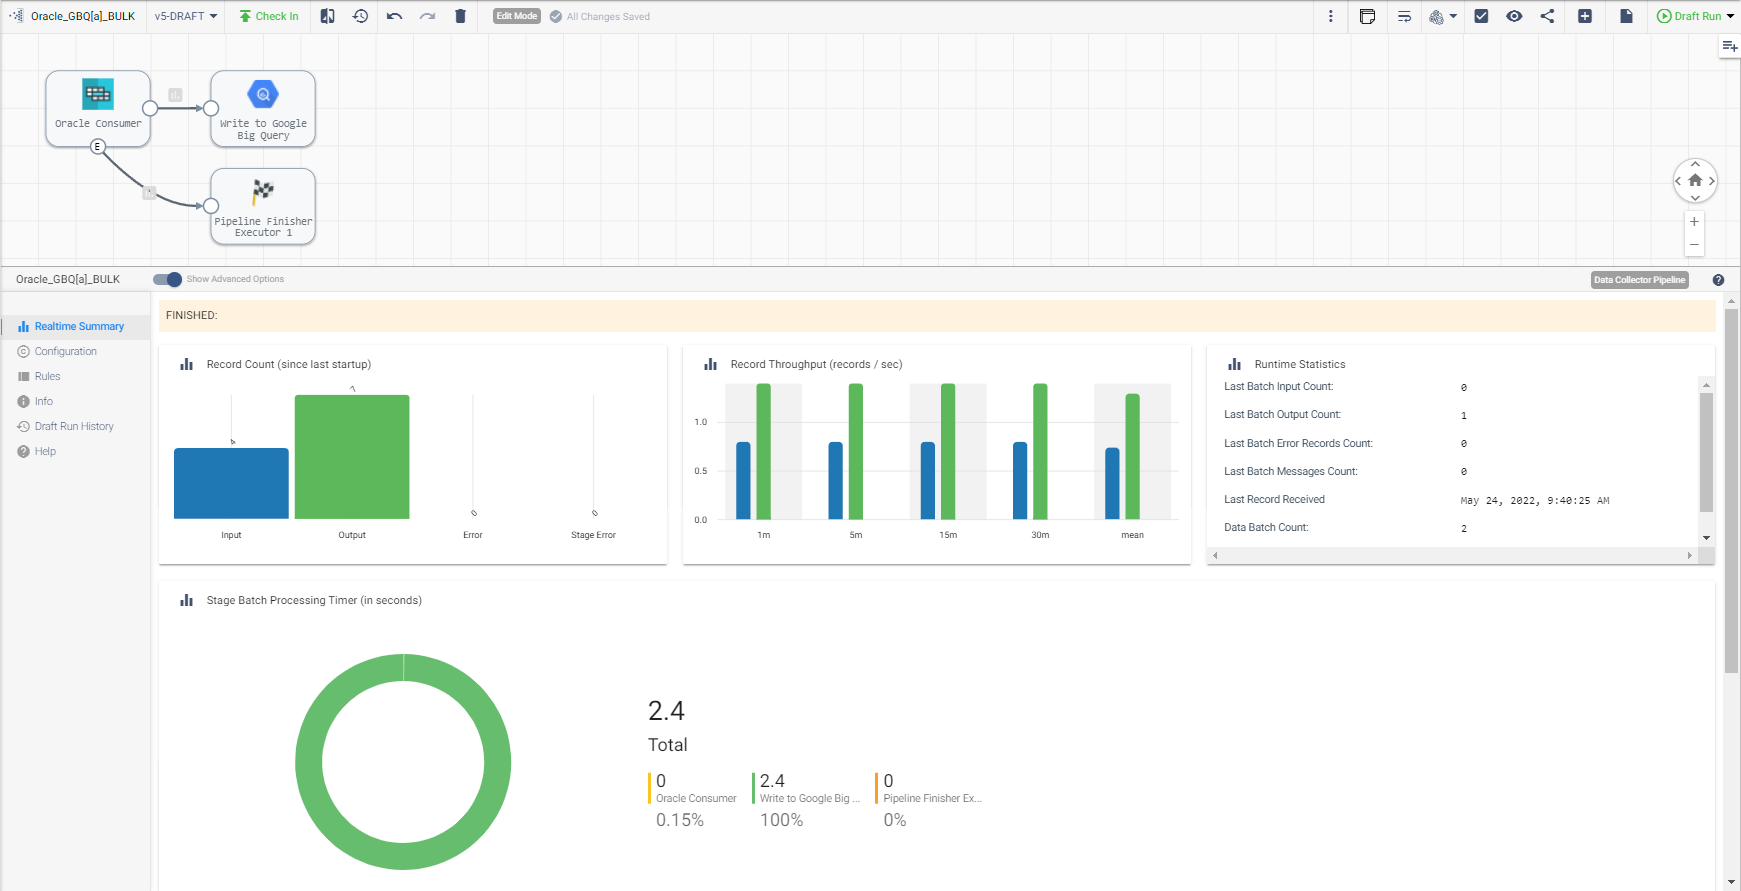 Oracle_GBQ[a]_BULK
v5-DRAFT
Check In
Edit Mode
All Changes Saved
Draft Run
Oracle Consumer
Write to Google
Big Query
E
Pipeline Finisher
Executor 1
Oracle_GBQ[a]_BULK
Show Advanced Options
Data Collector Pipeline
Realtime Summary
Configuration
Rules
Info
Draft Run History
Help
FINISHED:
Record Count (since last startup)
4
7
0
0
Input
Output
Error
Stage Error
Record Throughput (records / sec)
1.0
0.5
0.0
1m
5m
15m
30m
mean
Runtime Statistics
Last Batch Input Count: 0
Last Batch Output Count: 1
Last Batch Error Records Count: 0
Last Batch Messages Count: 0
Last Record Received May 24, 2022, 9:40:25 AM
Data Batch Count: 2
Stage Batch Processing Timer (in seconds)
2.4
Total
0
Oracle Consumer
0.15%
2.4
Write to Google Big ...
100%
0
Pipeline Finisher Ex...
0%